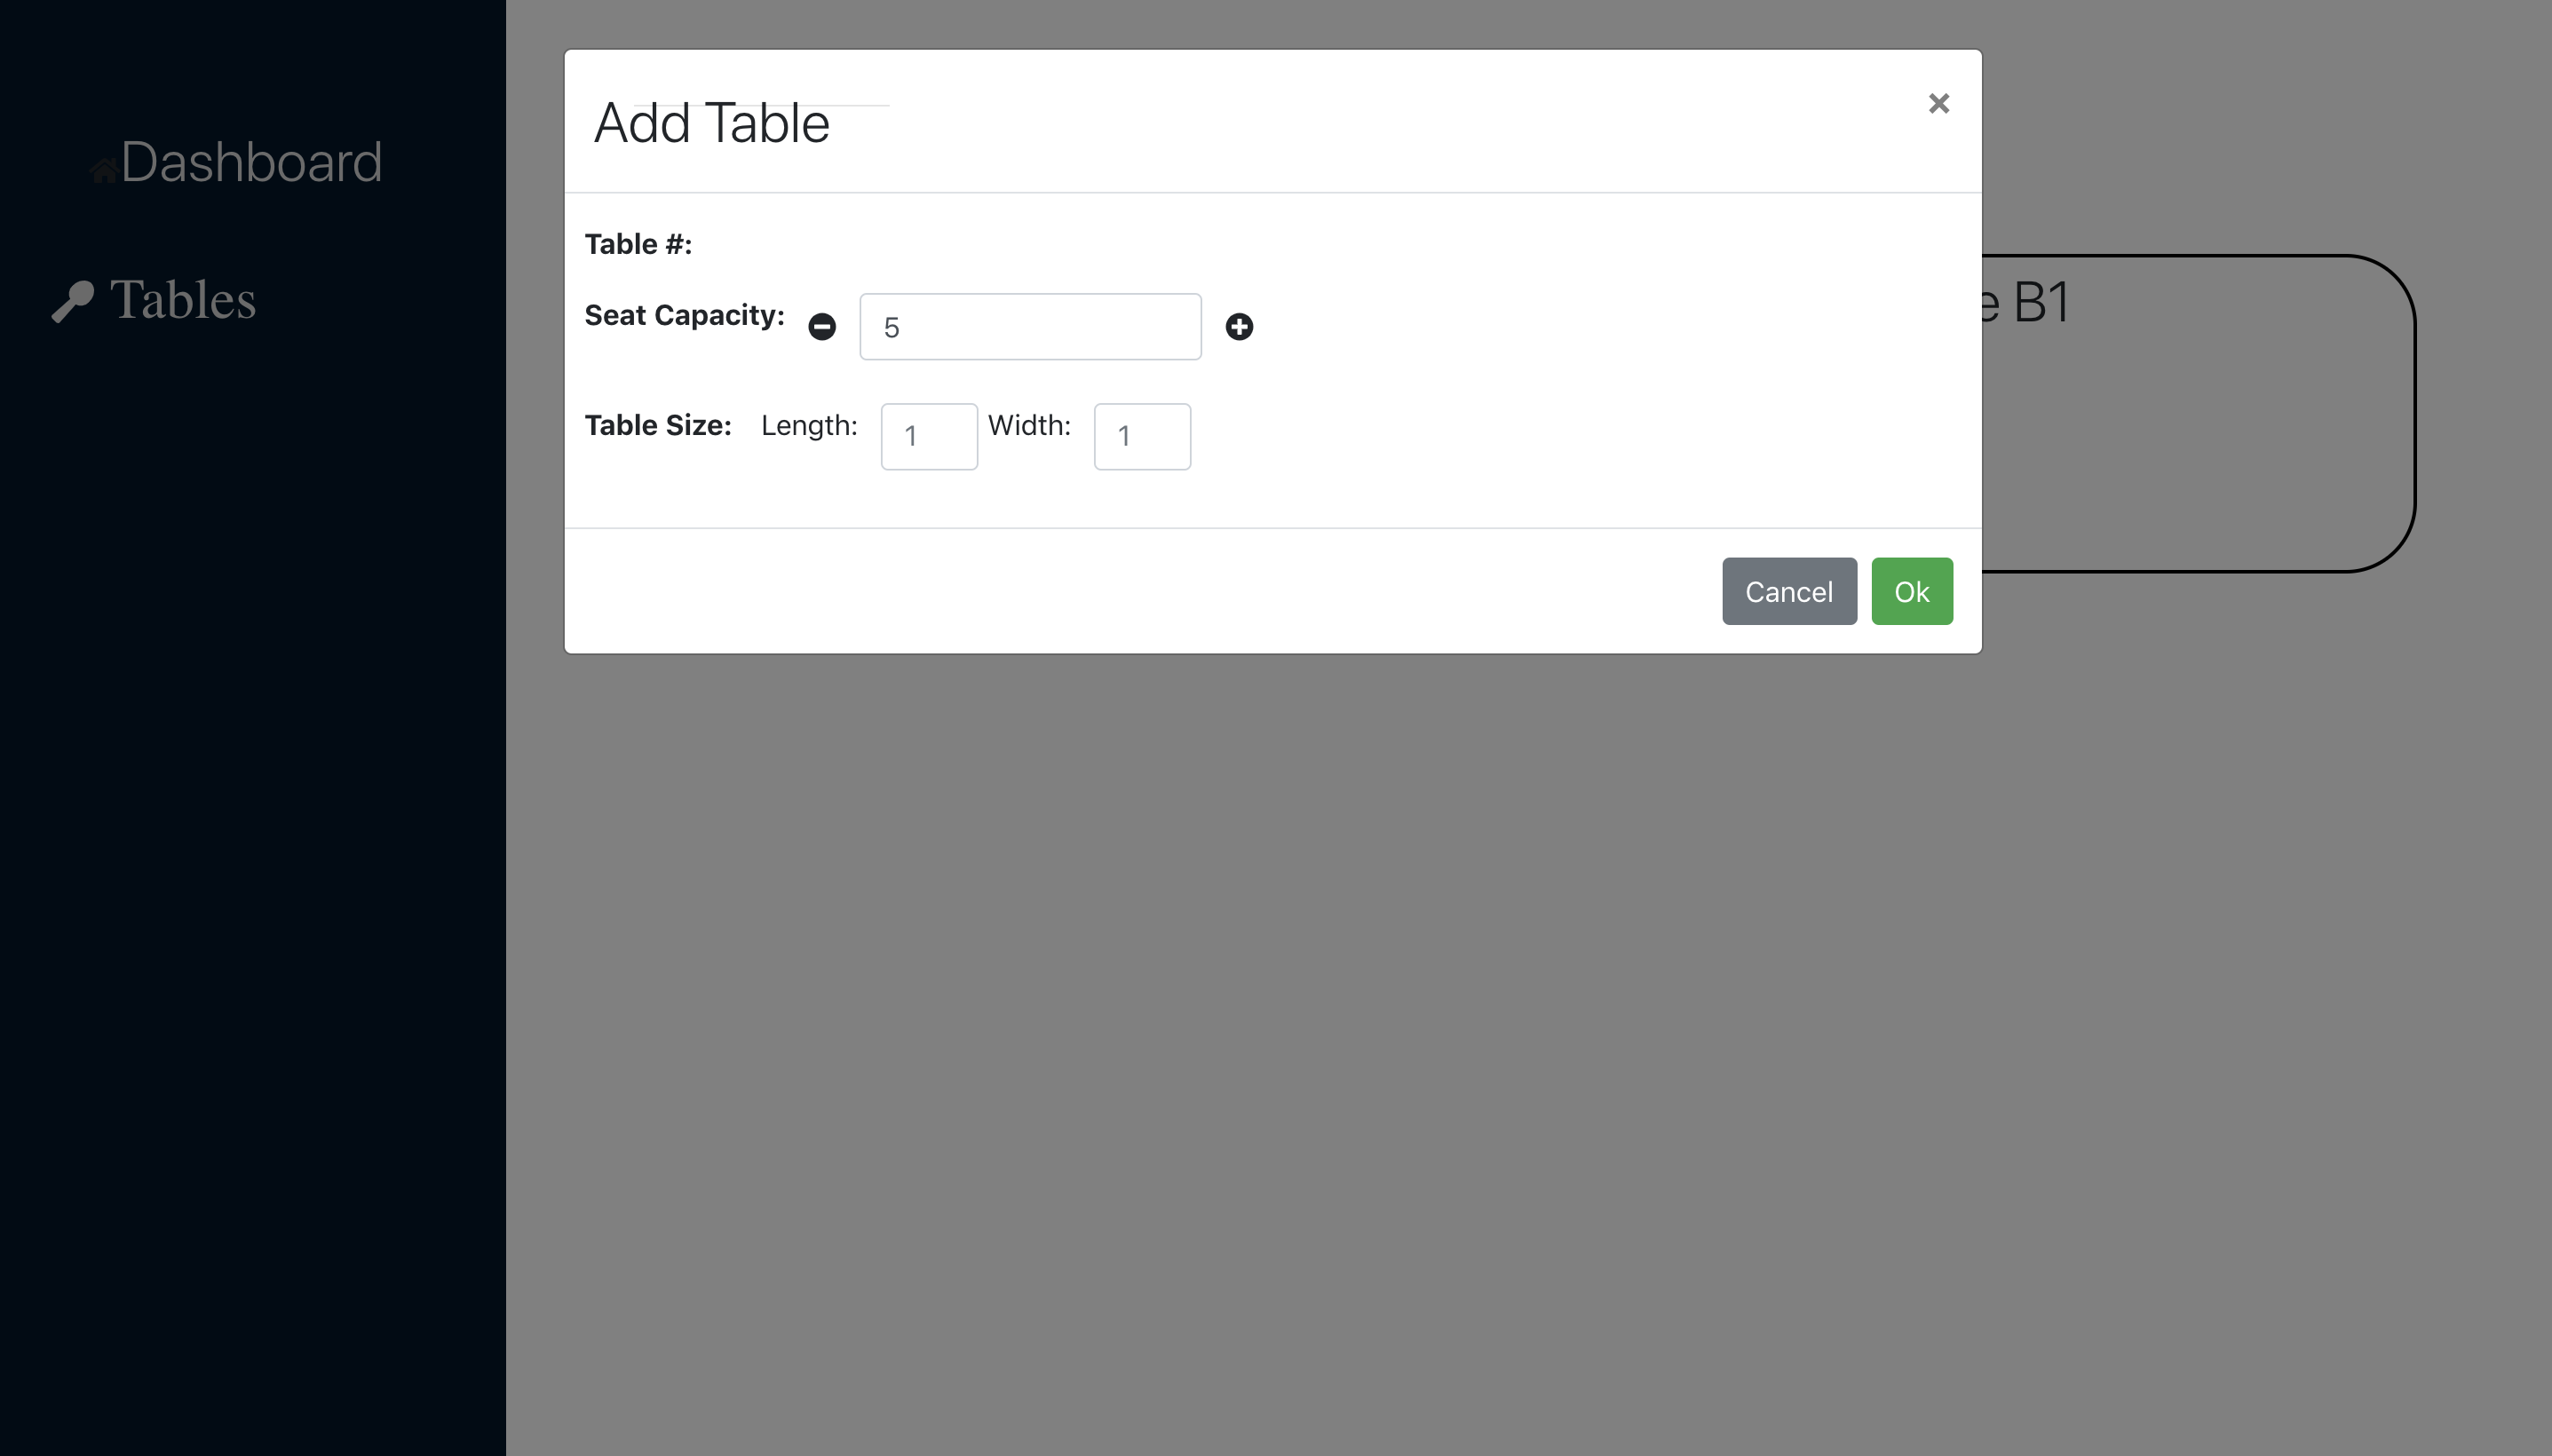 Dashboard
Tables
Add Table
×
Table #:
Seat Capacity: 5
Table Size: Length: 1 Width: 1
Cancel Ok
e B1